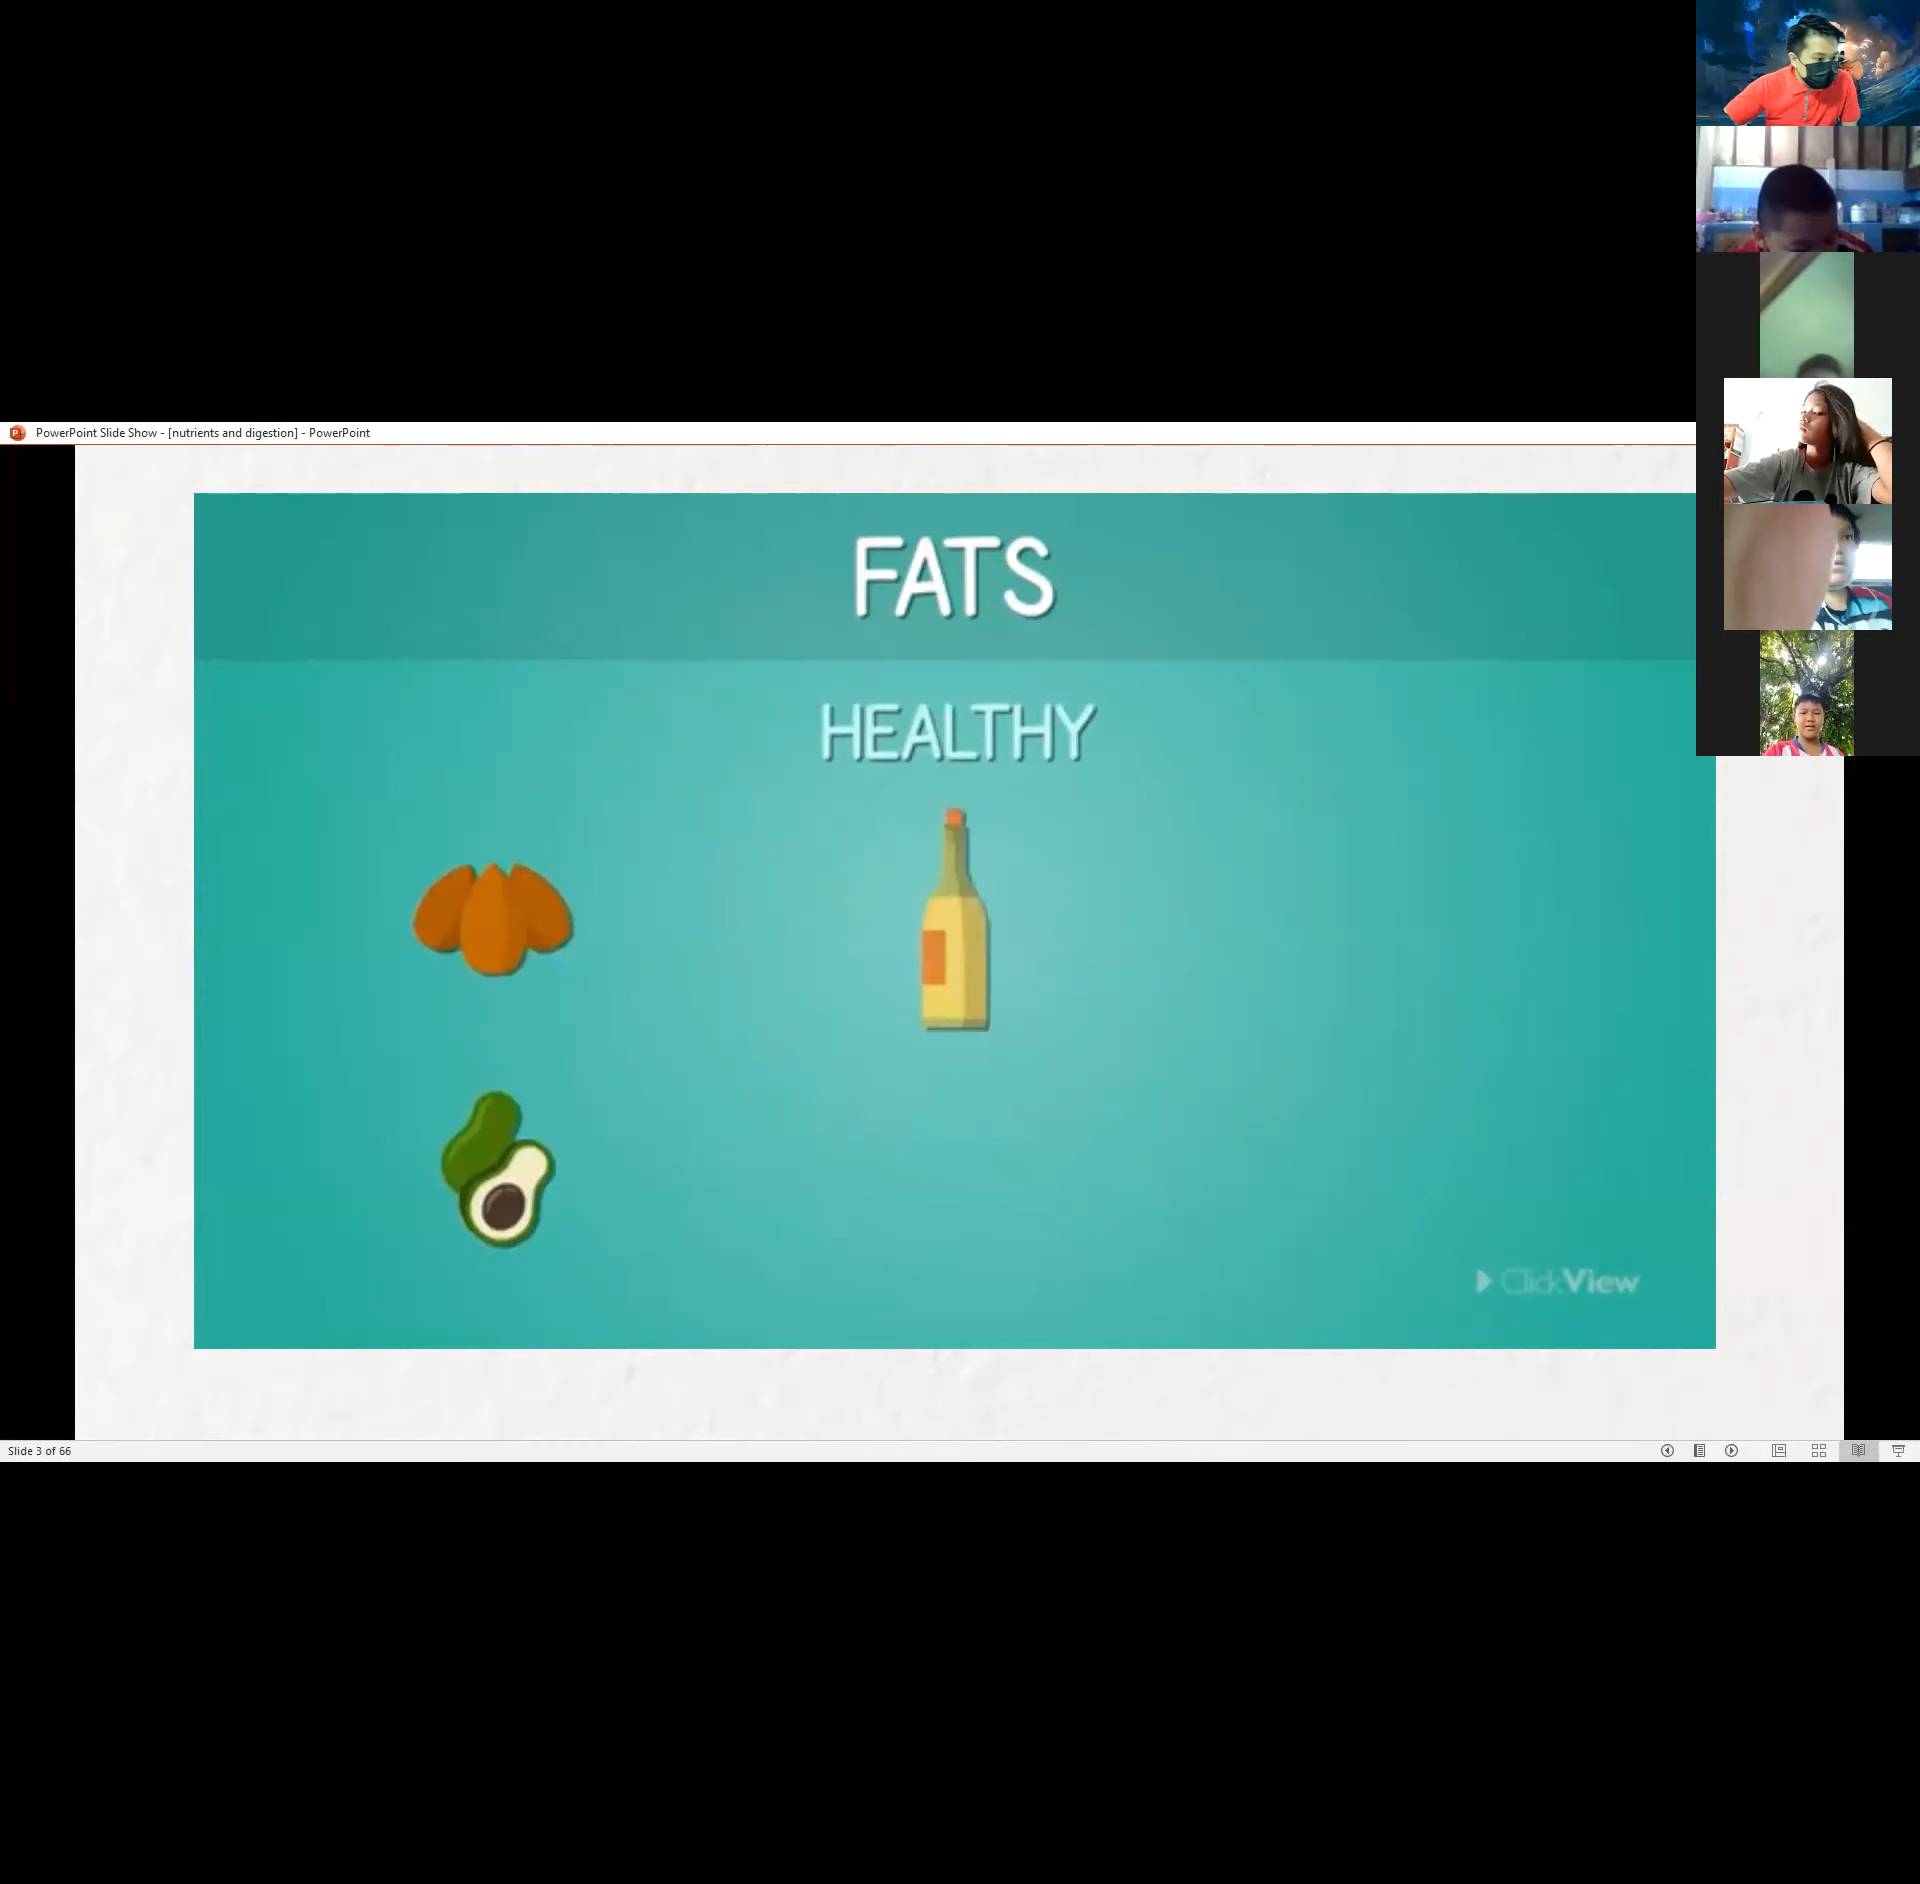 PowerPoint Slide Show - [nutrients and digestion] - PowerPoint
FATS
HEALTHY
ClickView
Slide 3 of 66